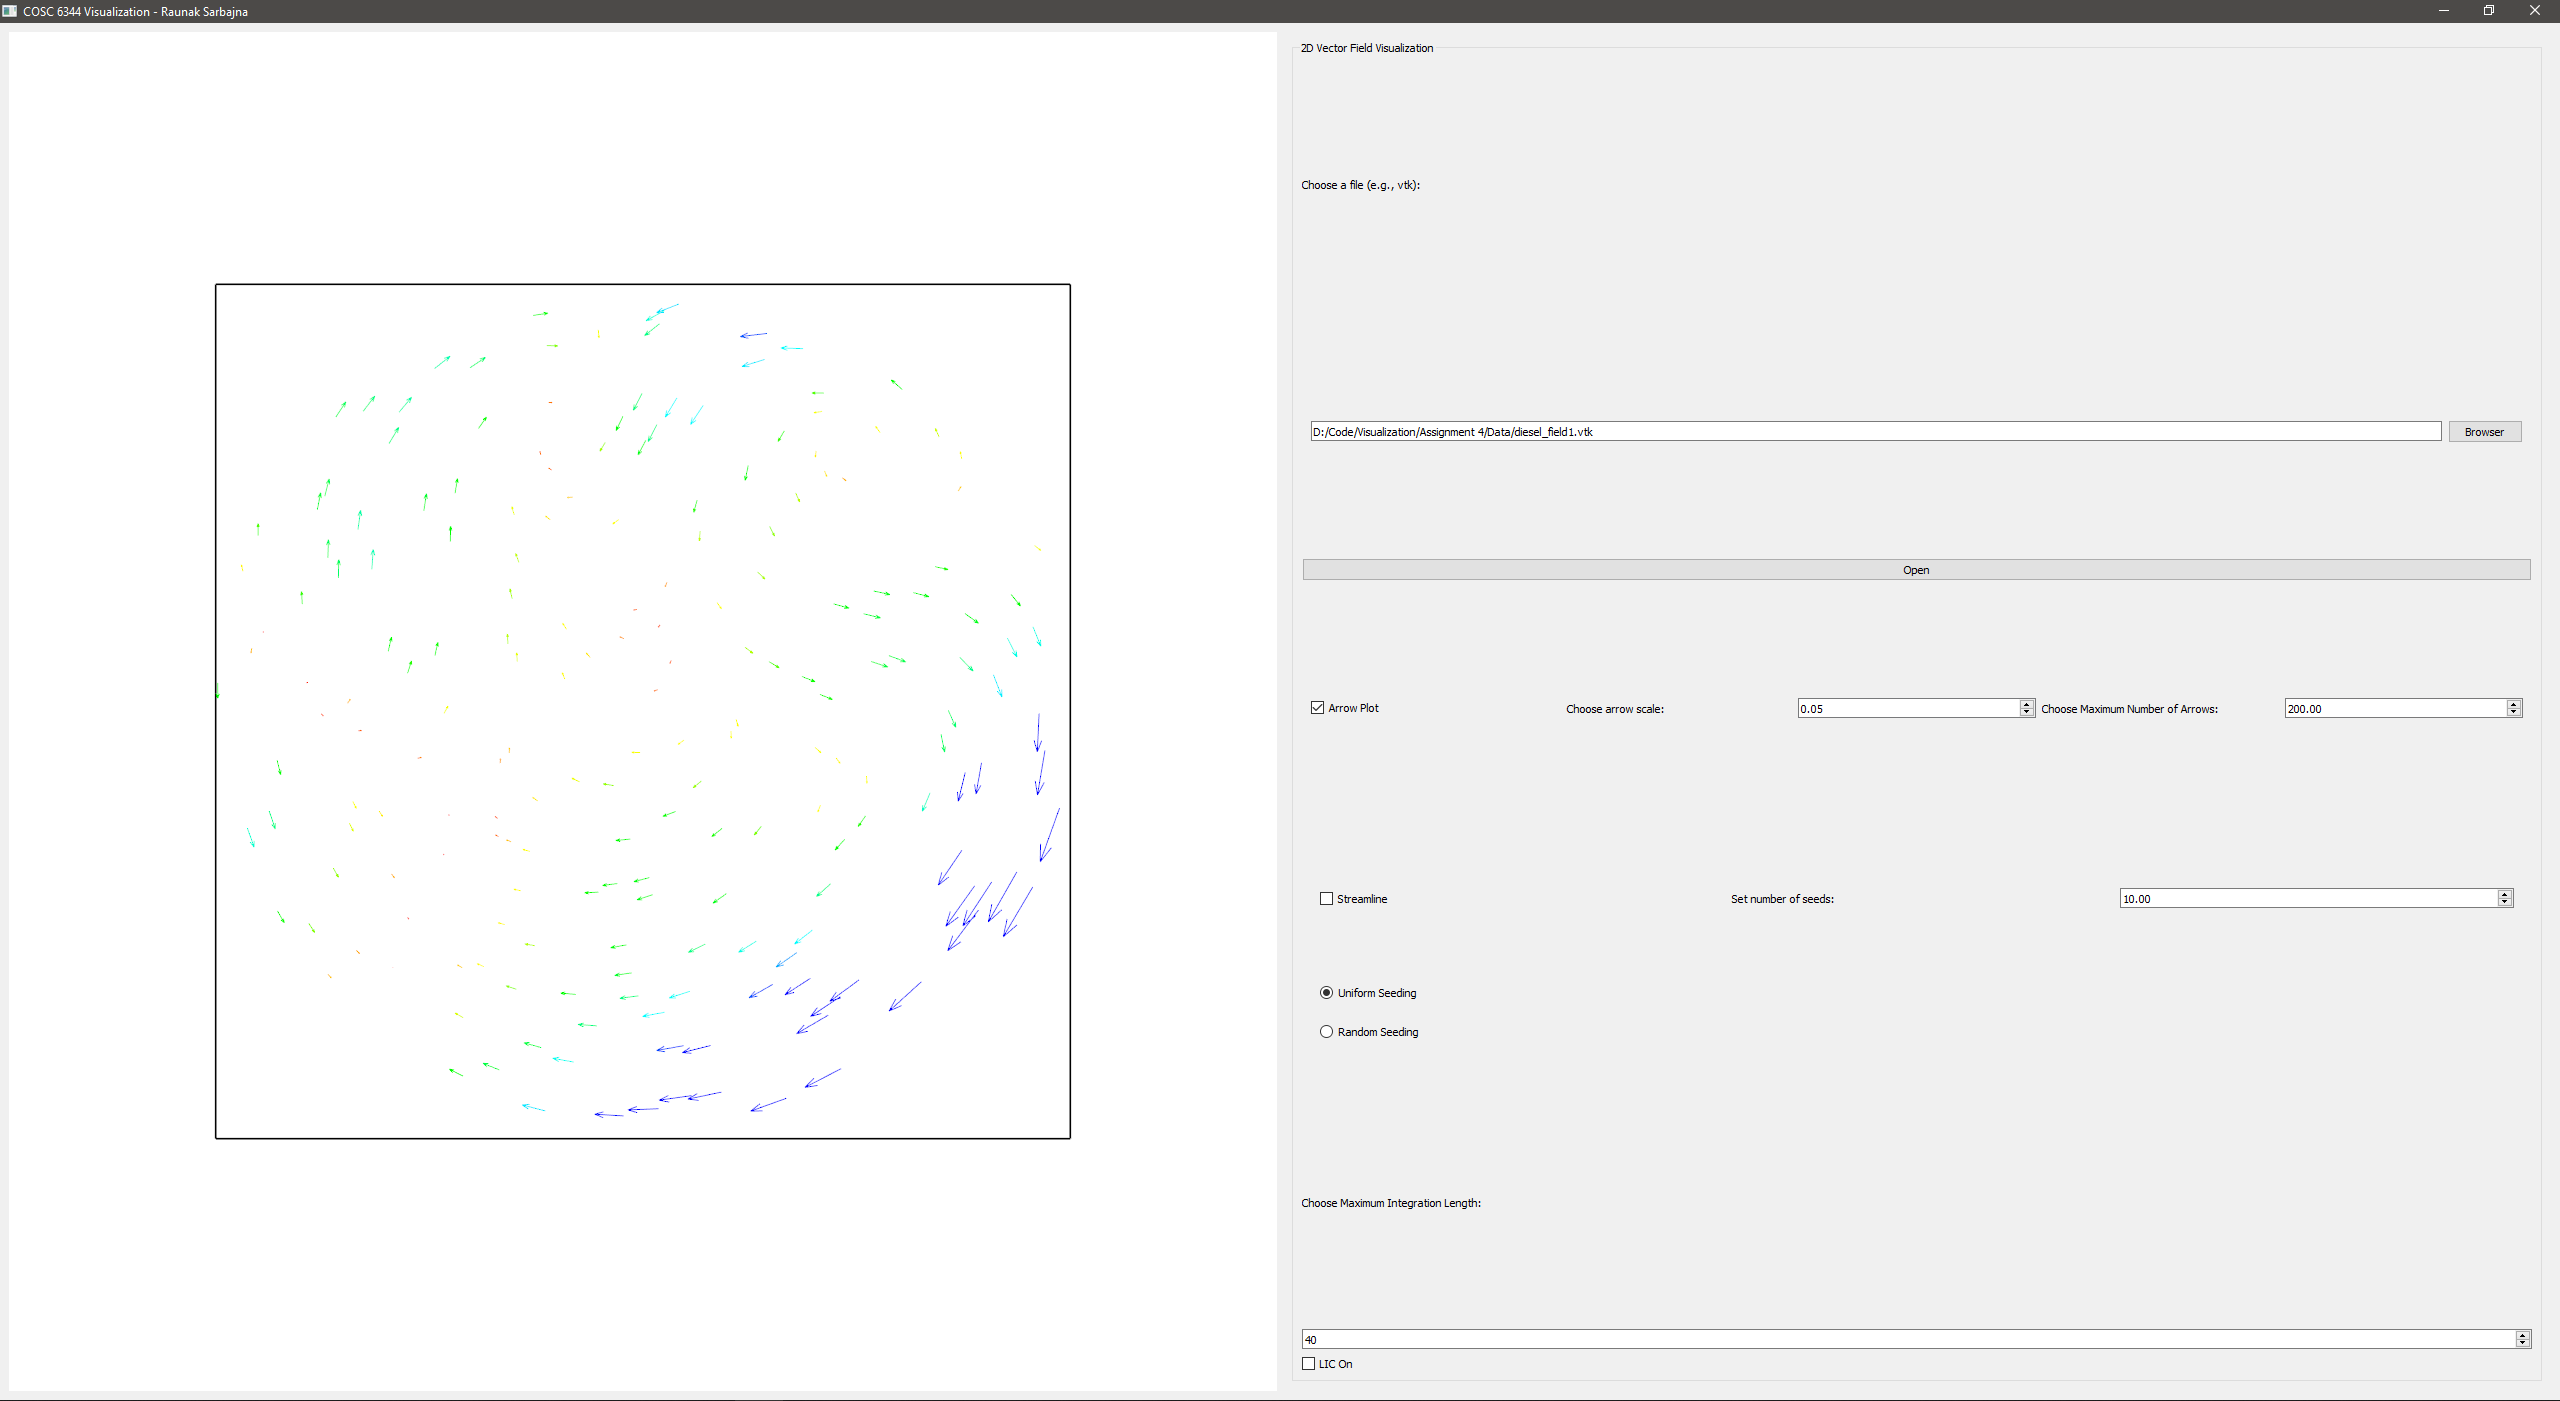 COSC 6344 Visualization - Raunak Sarbajna
2D Vector Field Visualization
Choose a file (e.g., vtk):
D:/Code/Visualization/Assignment 4/Data/diesel_field1.vtk
Browser
Open
Arrow Plot
Choose arrow scale:
0.05
Choose Maximum Number of Arrows:
200.00
Streamline
Set number of seeds:
10.00
Uniform Seeding
Random Seeding
Choose Maximum Integration Length:
40
LIC On